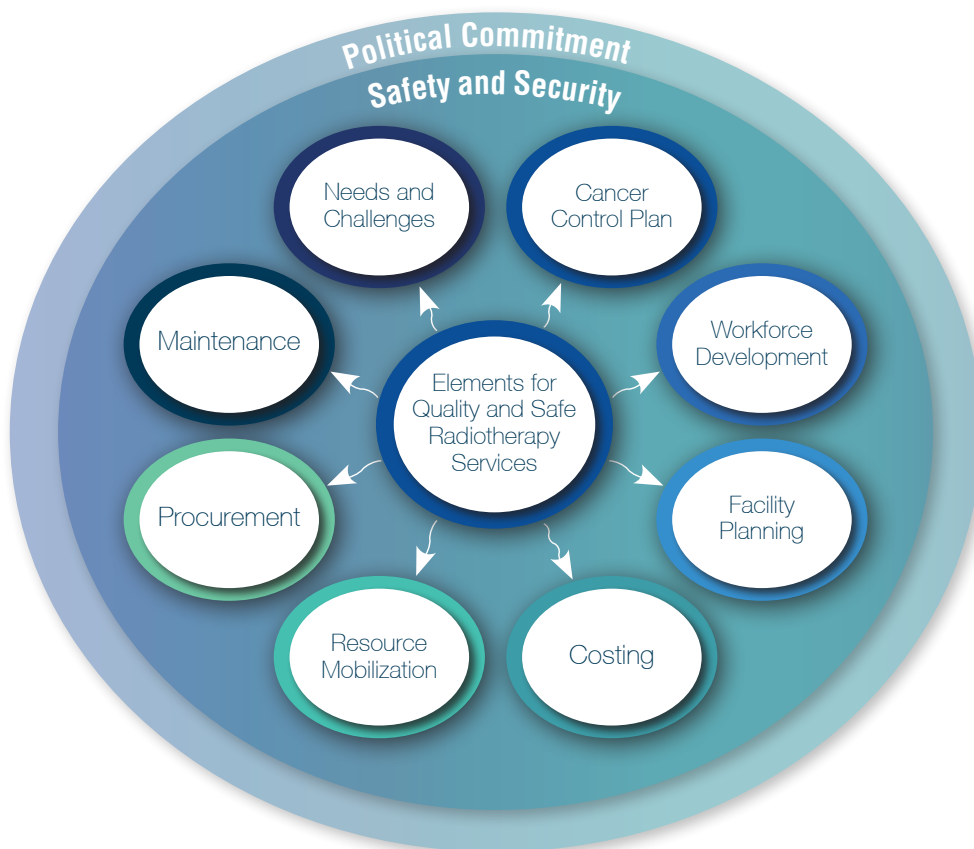 Political Commitment
Safety and Security
Needs and
Challenges
Cancer
Control Plan
Maintenance
Workforce
Development
Elements for
Quality and Safe
Radiotherapy
Services
Procurement
Facility
Planning
Resource
Mobilization
Costing